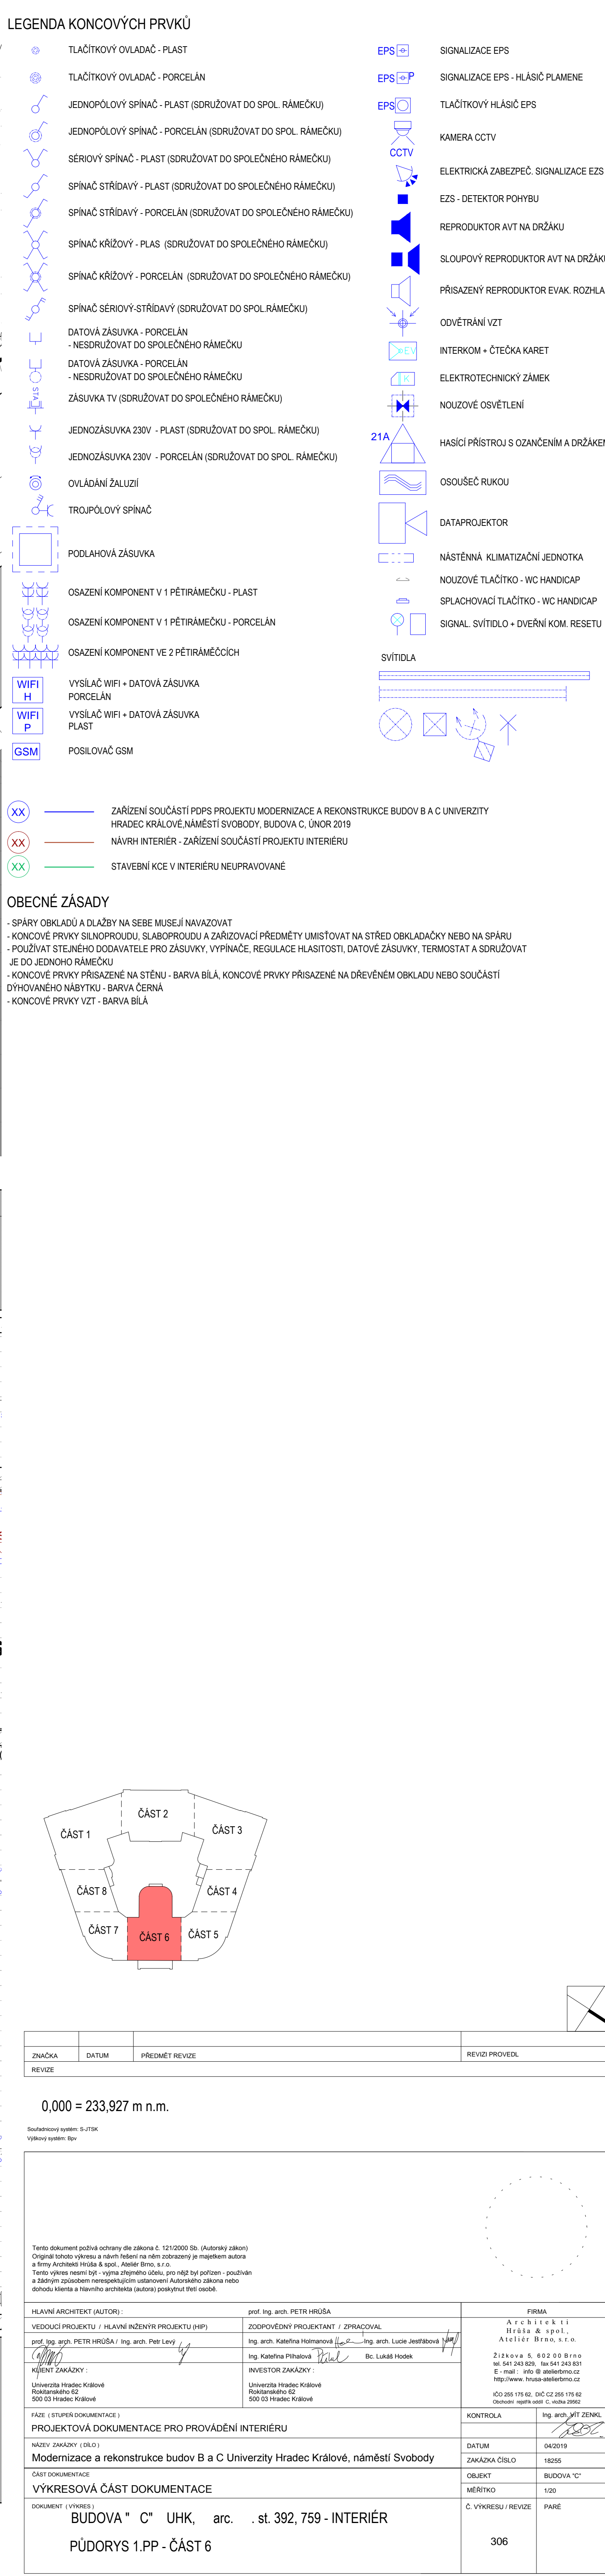 LEGENDA KONCOVÝCH PRVKŮ
TLAČÍTKOVÝ OVLADAČ - PLAST
TLAČÍTKOVÝ OVLADAČ - PORCELÁN
JEDNOPÓLOVÝ SPÍNAČ - PLAST (SDRUŽOVAT DO SPOL. RÁMEČKU)
JEDNOPÓLOVÝ SPÍNAČ - PORCELÁN (SDRUŽOVAT DO SPOL. RÁMEČKU)
SÉRIOVÝ SPÍNAČ - PLAST (SDRUŽOVAT DO SPOLEČNÉHO RÁMEČKU)
SPÍNAČ STŘÍDAVÝ - PLAST (SDRUŽOVAT DO SPOLEČNÉHO RÁMEČKU)
SPÍNAČ STŘÍDAVÝ - PORCELÁN (SDRUŽOVAT DO SPOLEČNÉHO RÁMEČKU)
SPÍNAČ KŘÍŽOVÝ - PLAS (SDRUŽOVAT DO SPOLEČNÉHO RÁMEČKU)
SPÍNAČ KŘÍŽOVÝ - PORCELÁN (SDRUŽOVAT DO SPOLEČNÉHO RÁMEČKU)
SPÍNAČ SÉRIOVÝ-STŘÍDAVÝ (SDRUŽOVAT DO SPOL.RÁMEČKU)
DATOVÁ ZÁSUVKA - PORCELÁN
- NESDRUŽOVAT DO SPOLEČNÉHO RÁMEČKU
DATOVÁ ZÁSUVKA - PORCELÁN
- NESDRUŽOVAT DO SPOLEČNÉHO RÁMEČKU
STA
ZÁSUVKA TV (SDRUŽOVAT DO SPOLEČNÉHO RÁMEČKU)
JEDNOZÁSUVKA 230V - PLAST (SDRUŽOVAT DO SPOL. RÁMEČKU)
JEDNOZÁSUVKA 230V - PORCELÁN (SDRUŽOVAT DO SPOL. RÁMEČKU)
OVLÁDÁNÍ ŽALUZIÍ
TROJPÓLOVÝ SPÍNAČ
PODLAHOVÁ ZÁSUVKA
OSAZENÍ KOMPONENT V 1 PĚTIRÁMEČKU - PLAST
OSAZENÍ KOMPONENT V 1 PĚTIRÁMEČKU - PORCELÁN
OSAZENÍ KOMPONENT VE 2 PĚTIRÁMĚČCÍCH
WIFI
H
VYSÍLAČ WIFI + DATOVÁ ZÁSUVKA
PORCELÁN
WIFI
P
VYSÍLAČ WIFI + DATOVÁ ZÁSUVKA
PLAST
GSM
POSILOVAČ GSM
EPS
SIGNALIZACE EPS
EPS P
SIGNALIZACE EPS - HLÁSIČ PLAMENE
EPS
TLAČÍTKOVÝ HLÁSIČ EPS
KAMERA CCTV
CCTV
ELEKTRICKÁ ZABEZPEČ. SIGNALIZACE EZS
EZS - DETEKTOR POHYBU
REPRODUKTOR AVT NA DRŽÁKU
SLOUPOVÝ REPRODUKTOR AVT NA DRŽÁKU
PŘISAZENÝ REPRODUKTOR EVAK. ROZHLA
ODVĚTRÁNÍ VZT
EV
INTERKOM + ČTEČKA KARET
K
ELEKTROTECHNICKÝ ZÁMEK
NOUZOVÉ OSVĚTLENÍ
21A
HASÍCÍ PŘÍSTROJ S OZANČENÍM A DRŽÁKEM
OSOUŠEČ RUKOU
DATAPROJEKTOR
NÁSTĚNNÁ KLIMATIZAČNÍ JEDNOTKA
NOUZOVÉ TLAČÍTKO - WC HANDICAP
SPLACHOVACÍ TLAČÍTKO - WC HANDICAP
SIGNAL. SVÍTIDLO + DVEŘNÍ KOM. RESETU
SVÍTIDLA
XX
ZAŘÍZENÍ SOUČÁSTÍ PDPS PROJEKTU MODERNIZACE A REKONSTRUKCE BUDOV B A C UNIVERZITY
HRADEC KRÁLOVÉ,NÁMĚSTÍ SVOBODY, BUDOVA C, ÚNOR 2019
XX
NÁVRH INTERIÉR - ZAŘÍZENÍ SOUČÁSTÍ PROJEKTU INTERIÉRU
XX
STAVEBNÍ KCE V INTERIÉRU NEUPRAVOVANÉ
OBECNÉ ZÁSADY
- SPÁRY OBKLADŮ A DLAŽBY NA SEBE MUSEJÍ NAVAZOVAT
- KONCOVÉ PRVKY SILNOPROUDU, SLABOPROUDU A ZAŘIZOVACÍ PŘEDMĚTY UMISŤOVAT NA STŘED OBKLADAČKY NEBO NA SPÁRU
- POUŽÍVAT STEJNÉHO DODAVATELE PRO ZÁSUVKY, VYPÍNAČE, REGULACE HLASITOSTI, DATOVÉ ZÁSUVKY, TERMOSTAT A SDRUŽOVAT
JE DO JEDNOHO RÁMEČKU
- KONCOVÉ PRVKY PŘISAZENÉ NA STĚNU - BARVA BÍLÁ, KONCOVÉ PRVKY PŘISAZENÉ NA DŘEVĚNÉM OBKLADU NEBO SOUČÁSTÍ
DÝHOVANÉHO NÁBYTKU - BARVA ČERNÁ
- KONCOVÉ PRVKY VZT - BARVA BÍLÁ
ČÁST 1
ČÁST 2
ČÁST 3
ČÁST 8
ČÁST 4
ČÁST 7
ČÁST 6
ČÁST 5
ZNAČKA DATUM PŘEDMĚT REVIZE REVIZI PROVEDL
REVIZE
0,000 = 233,927 m n.m.
Souřadnicový systém: S-JTSK
Výškový systém: Bpv
Tento dokument požívá ochrany dle zákona č. 121/2000 Sb. (Autorský zákon)
Originál tohoto výkresu a návrh řešení na něm zobrazený je majetkem autora
a firmy Architekti Hrůša & spol., Ateliér Brno, s.r.o.
Tento výkres nesmí být - vyjma zřejmého účelu, pro nějž byl pořízen - používán
a žádným způsobem nerespektujícím ustanovení Autorského zákona nebo
dohodu klienta a hlavního architekta (autora) poskytnut třetí osobě.
HLAVNÍ ARCHITEKT (AUTOR) : prof. Ing. arch. PETR HRŮŠA
VEDOUCÍ PROJEKTU / HLAVNÍ INŽENÝR PROJEKTU (HIP) ZODPOVĚDNÝ PROJEKTANT / ZPRACOVAL
prof. Ing. arch. PETR HRŮŠA / Ing. arch. Petr Levý
Ing. arch. Kateřina Holmanová Ing. arch. Lucie Jestřábová
Ing. Kateřina Plíhalová Bc. Lukáš Hodek
KLIENT ZAKÁZKY :
Univerzita Hradec Králové
Rokitanského 62
500 03 Hradec Králové
INVESTOR ZAKÁZKY :
Univerzita Hradec Králové
Rokitanského 62
500 03 Hradec Králové
FIRMA
Architekti
Hrůša & spol.,
Ateliér Brno, s.r.o.
Žižkova 5, 602 00 Brno
tel. 541 243 829, fax 541 243 831
E - mail : info @ atelierbrno.cz
http://www. hrusa-atelierbrno.cz
IČO 255 175 62, DIČ CZ 255 175 62
Obchodní rejstřík oddíl C, vložka 29562
FÁZE ( STUPEŇ DOKUMENTACE )
PROJEKTOVÁ DOKUMENTACE PRO PROVÁDĚNÍ INTERIÉRU
KONTROLA Ing. arch. VÍT ZENKL
NÁZEV ZAKÁZKY ( DÍLO )
Modernizace a rekonstrukce budov B a C Univerzity Hradec Králové, náměstí Svobody
DATUM 04/2019
ZAKÁZKA ČÍSLO 18255
ČÁST DOKUMENTACE
VÝKRESOVÁ ČÁST DOKUMENTACE
OBJEKT BUDOVA "C"
MĚŘÍTKO 1/20
DOKUMENT ( VÝKRES )
BUDOVA " C" UHK, arc. . st. 392, 759 - INTERIÉR
PŮDORYS 1.PP - ČÁST 6
Č. VÝKRESU / REVIZE PARÉ
306